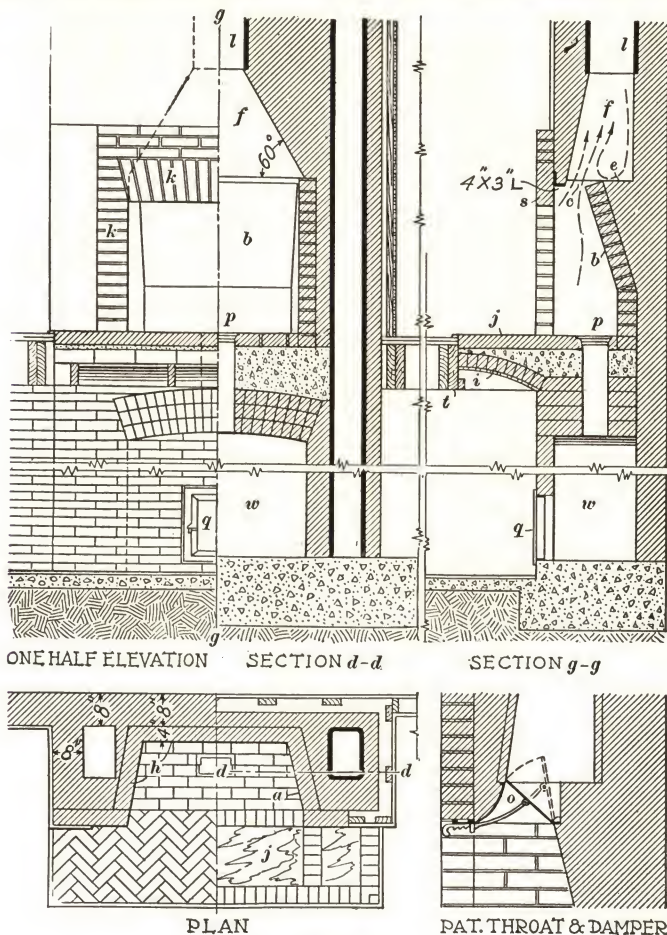 g
l
l
f
f
60°
4"X3"L
e
c
s
k
k
b
b
p
j
p
i
t
q
w
q
w
g
ONE HALF ELEVATION SECTION d-d SECTION g-g
8" 8"
8" 4"
h d d
a
o
j
PLAN PAT. THROAT & DAMPER